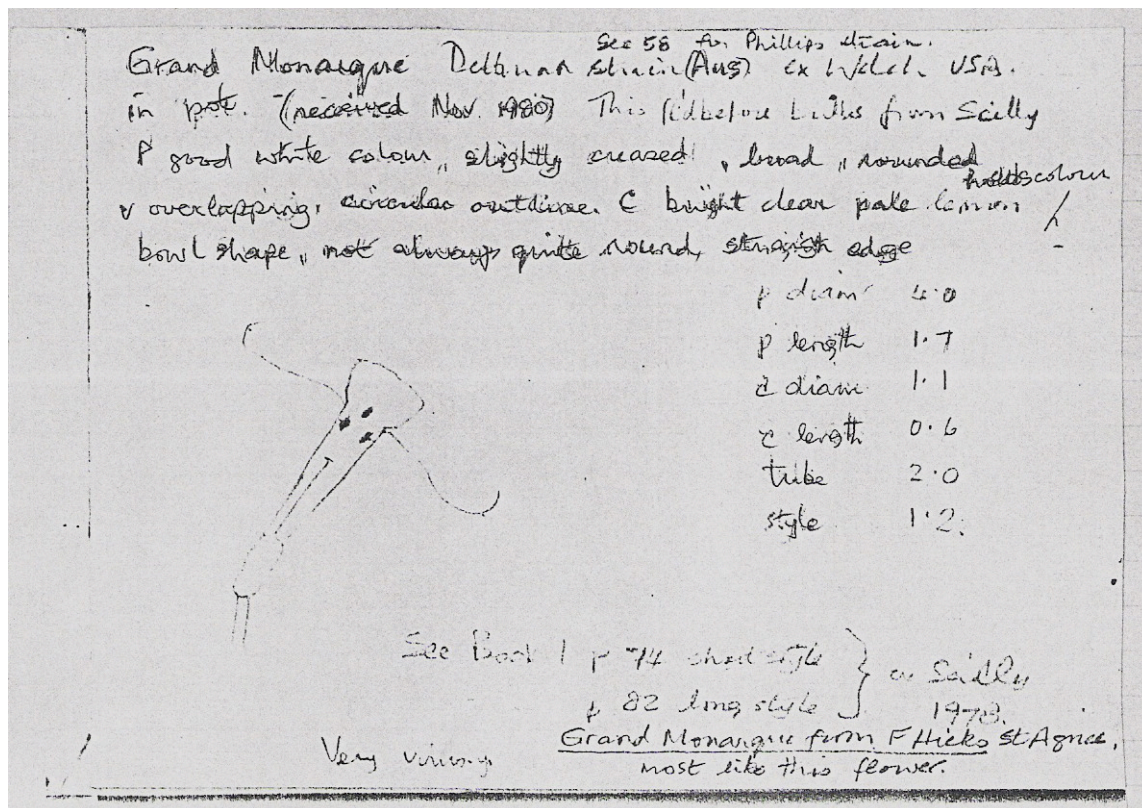 See 58 for Phillips strain.
Grand Monarque strain (Aus) ex Welch. USA.
in pot. (received Nov. 1980) This fld before bulbs from Scilly
P good white colour, slightly creased, broad, rounded
holds colour
v overlapping, circular outline. C bright clear pale lemon
bowl shape, not always quite round, straight edge
p diam 4.0
p length 1.7
c diam 1.1
c length 0.6
tube 2.0
style 1.2.
See Book 1 p 74 short style
p 82 long style
Scilly
1978.
Grand Monarque from F Hicks St Agnes,
most like this flower.
Very